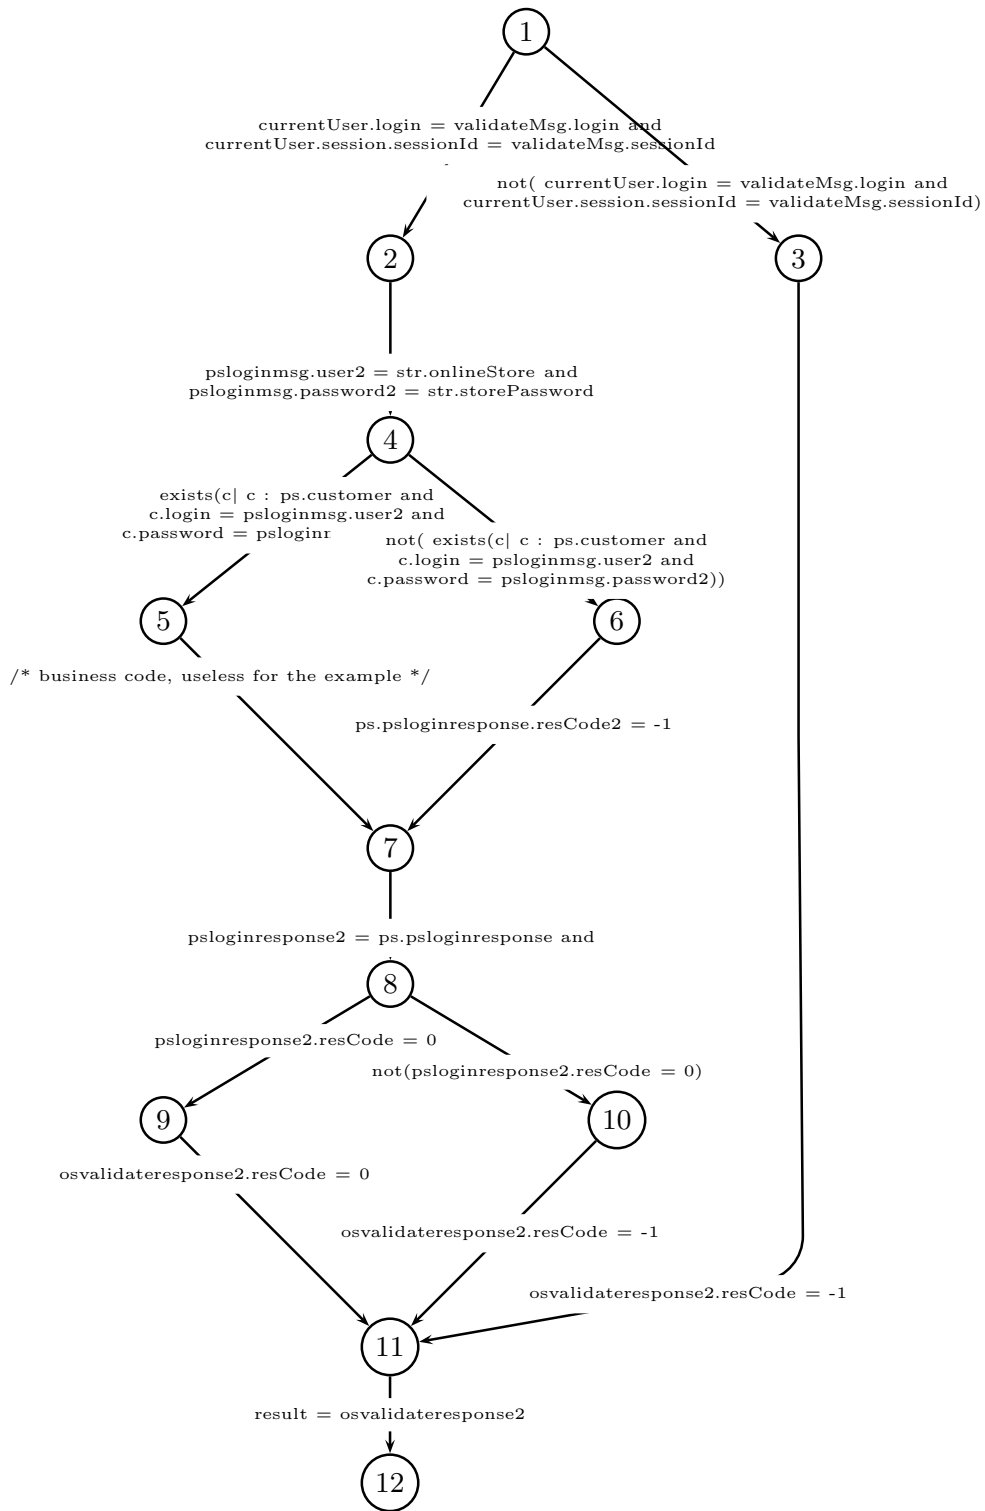 1
currentUser.login = validateMsg.login and
currentUser.session.sessionId = validateMsg.sessionId
not( currentUser.login = validateMsg.login and
currentUser.session.sessionId = validateMsg.sessionId)
2
3
psloginmsg.user2 = str.onlineStore and
psloginmsg.password2 = str.storePassword
4
exists(c| c : ps.customer and
c.login = psloginmsg.user2 and
c.password =
not( exists(c| c : ps.customer and
c.login = psloginmsg.user2 and
c.password = psloginmsg.password2))
5
6
/* business code, useless for the example */
ps.psloginresponse.resCode2 = -1
7
psloginresponse2 = ps.psloginresponse and
8
psloginresponse2.resCode = 0
not(psloginresponse2.resCode = 0)
9
10
osvalidateresponse2.resCode = 0
osvalidateresponse2.resCode = -1
osvalidateresponse2.resCode = -1
11
result = osvalidateresponse2
12